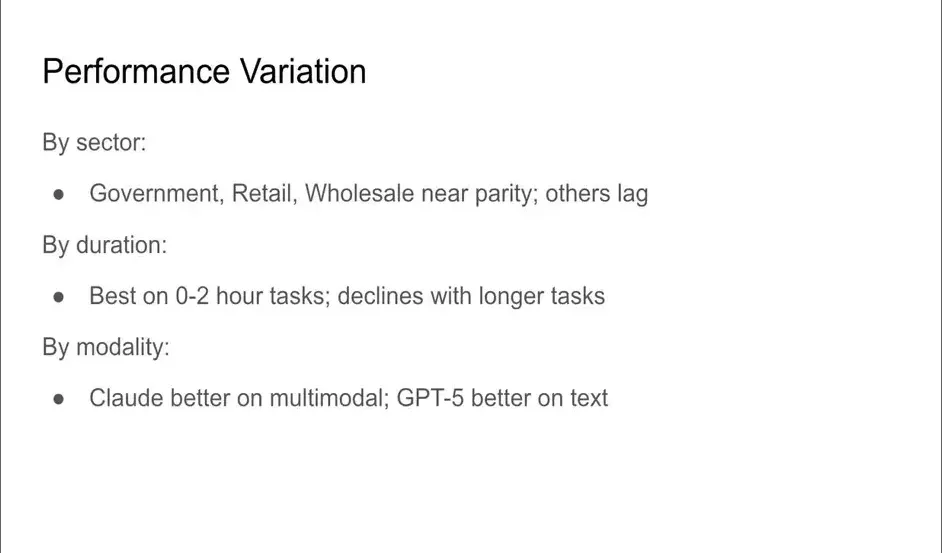 Performance Variation
By sector:
● Government, Retail, Wholesale near parity; others lag
By duration:
● Best on 0-2 hour tasks; declines with longer tasks
By modality:
● Claude better on multimodal; GPT-5 better on text